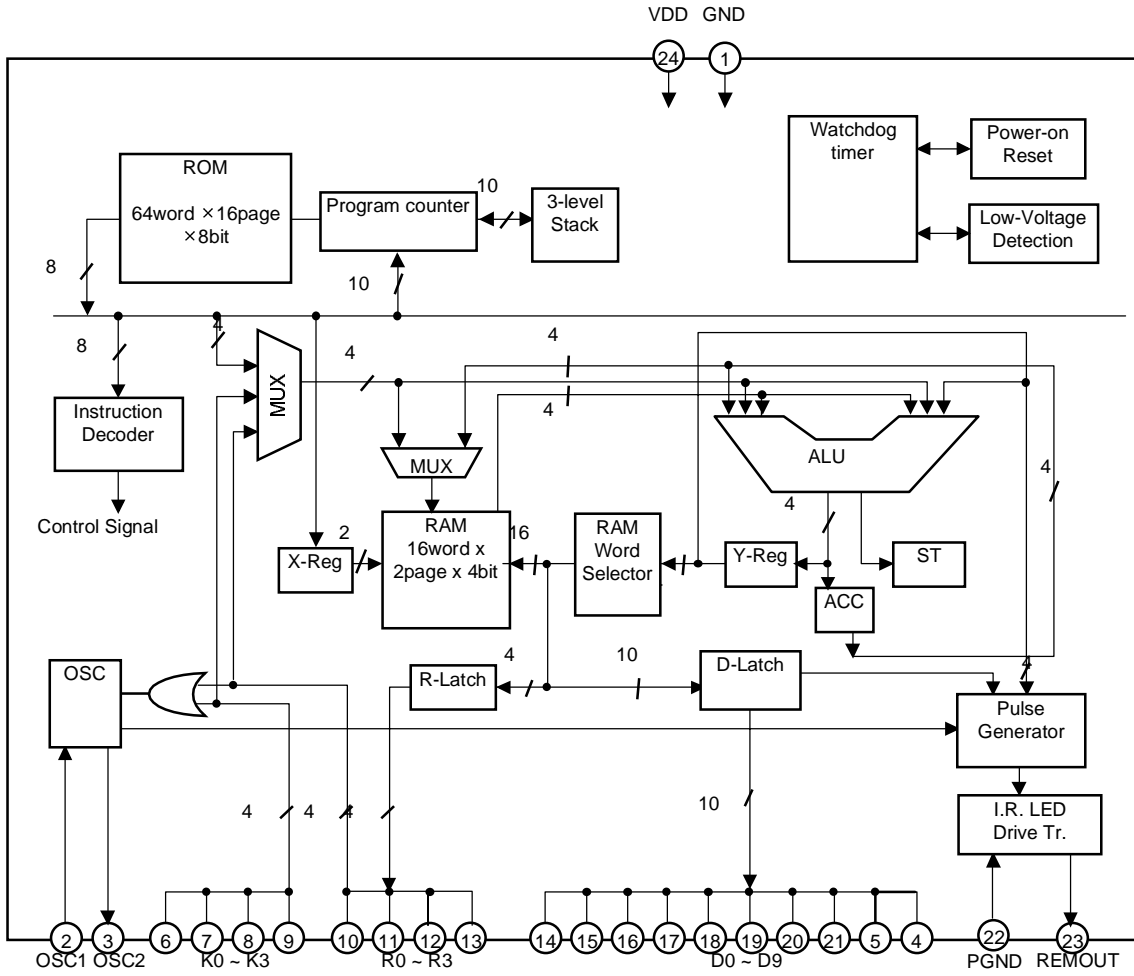 VDD GND
24 1
Watchdog
timer
Power-on
Reset
Low-Voltage
Detection
ROM
64word ×16page
×8bit
Program counter
10
3-level
Stack
8
10
8
4
MUX
4
4
4
Instruction
Decoder
Control Signal
MUX
ALU
4
4
RAM
16word x
2page x 4bit
16
2
X-Reg
RAM
Word
Selector
Y-Reg
ST
ACC
OSC
4
R-Latch
10
D-Latch
4
Pulse
Generator
I.R. LED
Drive Tr.
4 4 4
10
2 3 6 7 8 9 10 11 12 13 14 15 16 17 18 19 20 21 5 4 22 23
OSC1 OSC2 K0 ~ K3 R0 ~ R3 D0 ~ D9 PGND REMOUT